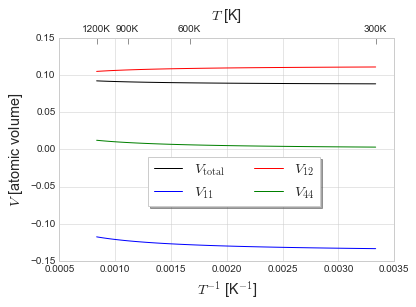 T [K]
1200K 900K 600K 300K
0.15
0.10
0.05
0.00
−0.05
−0.10
−0.15
V [atomic volume]
V_total V_12
V_11 V_44
0.0005 0.0010 0.0015 0.0020 0.0025 0.0030 0.0035
T^{-1} [K^{-1}]